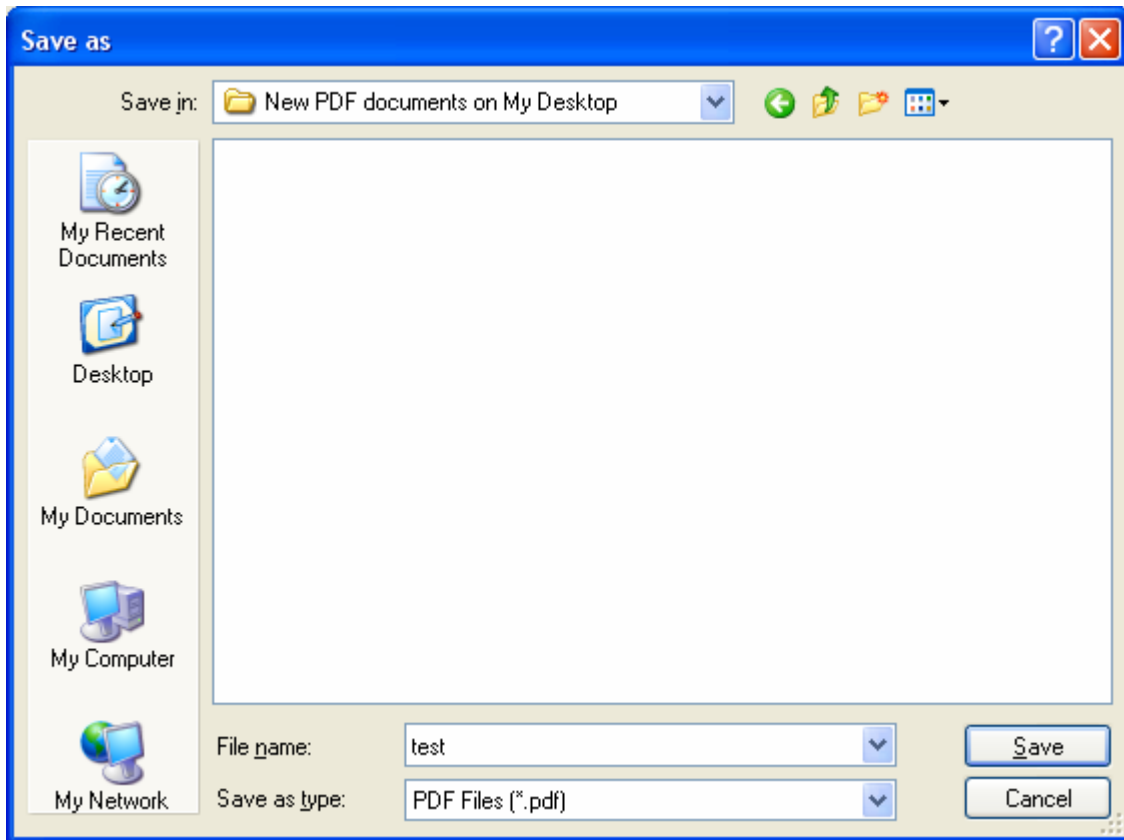 Save as
Save in: New PDF documents on My Desktop
My Recent
Documents
Desktop
My Documents
My Computer
My Network
File name: test
Save
Save as type: PDF Files (*.pdf)
Cancel